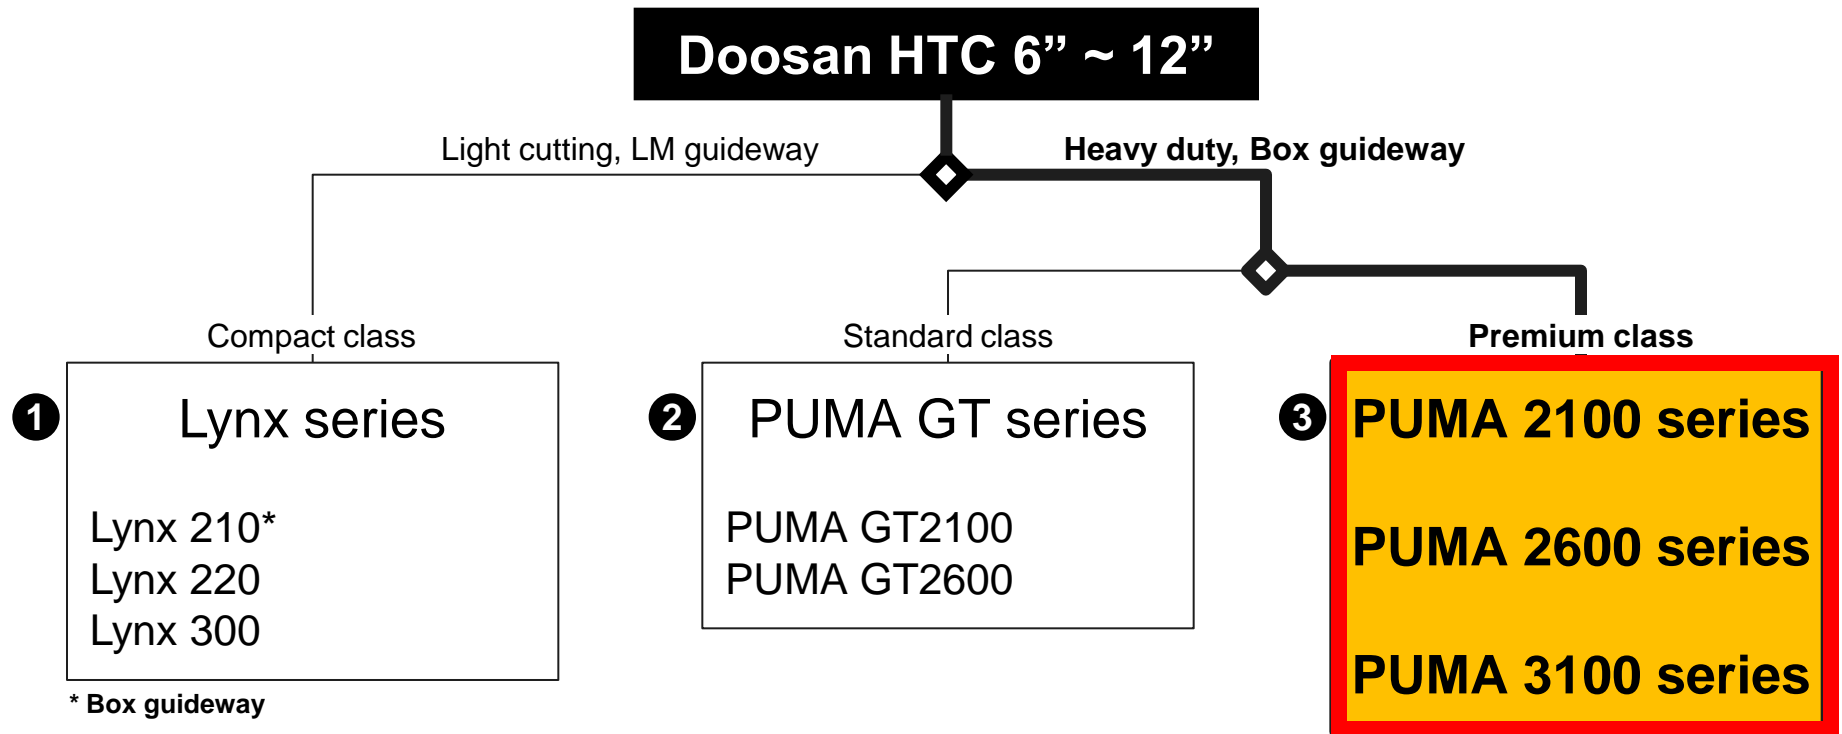 Doosan HTC 6” ~ 12”
Light cutting, LM guideway
Heavy duty, Box guideway
Compact class
Standard class
Premium class
1
Lynx series
Lynx 210*
Lynx 220
Lynx 300
* Box guideway
2
PUMA GT series
PUMA GT2100
PUMA GT2600
3
PUMA 2100 series
PUMA 2600 series
PUMA 3100 series